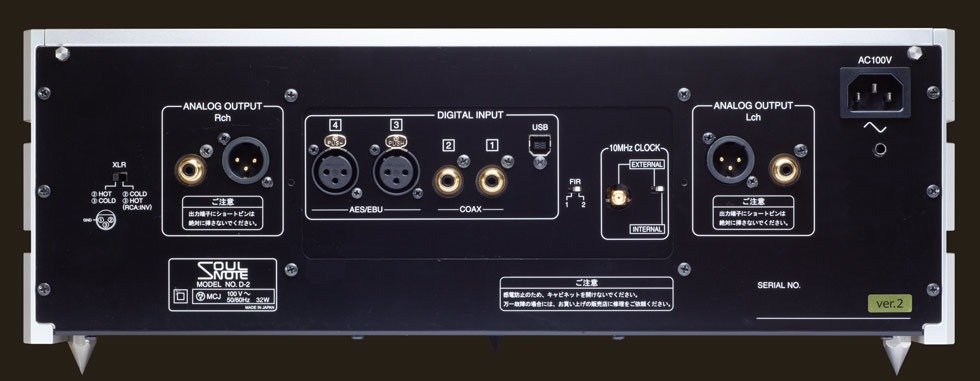 AC100V
ANALOG OUTPUT
Rch
DIGITAL INPUT
4
3
2
1
USB
PUSH
PUSH
AES/EBU
COAX
FIR
1 2
10MHz CLOCK
EXTERNAL
INTERNAL
ANALOG OUTPUT
Lch
XLR
②HOT ②COLD
③COLD ③HOT
(RCA:INV)
GND
ご注意
出力端子にショートピンは
絶対に挿さないでください。
ご注意
出力端子にショートピンは
絶対に挿さないでください。
SOUL
NOTE
MODEL NO. D-2
MCJ 100 V～
50/60Hz 32W
MADE IN JAPAN
ご注意
感電防止のため、キャビネットを開けないでください。
万一故障の場合には、お買い上げの販売店に修理をご依頼ください。
SERIAL NO.
ver.2